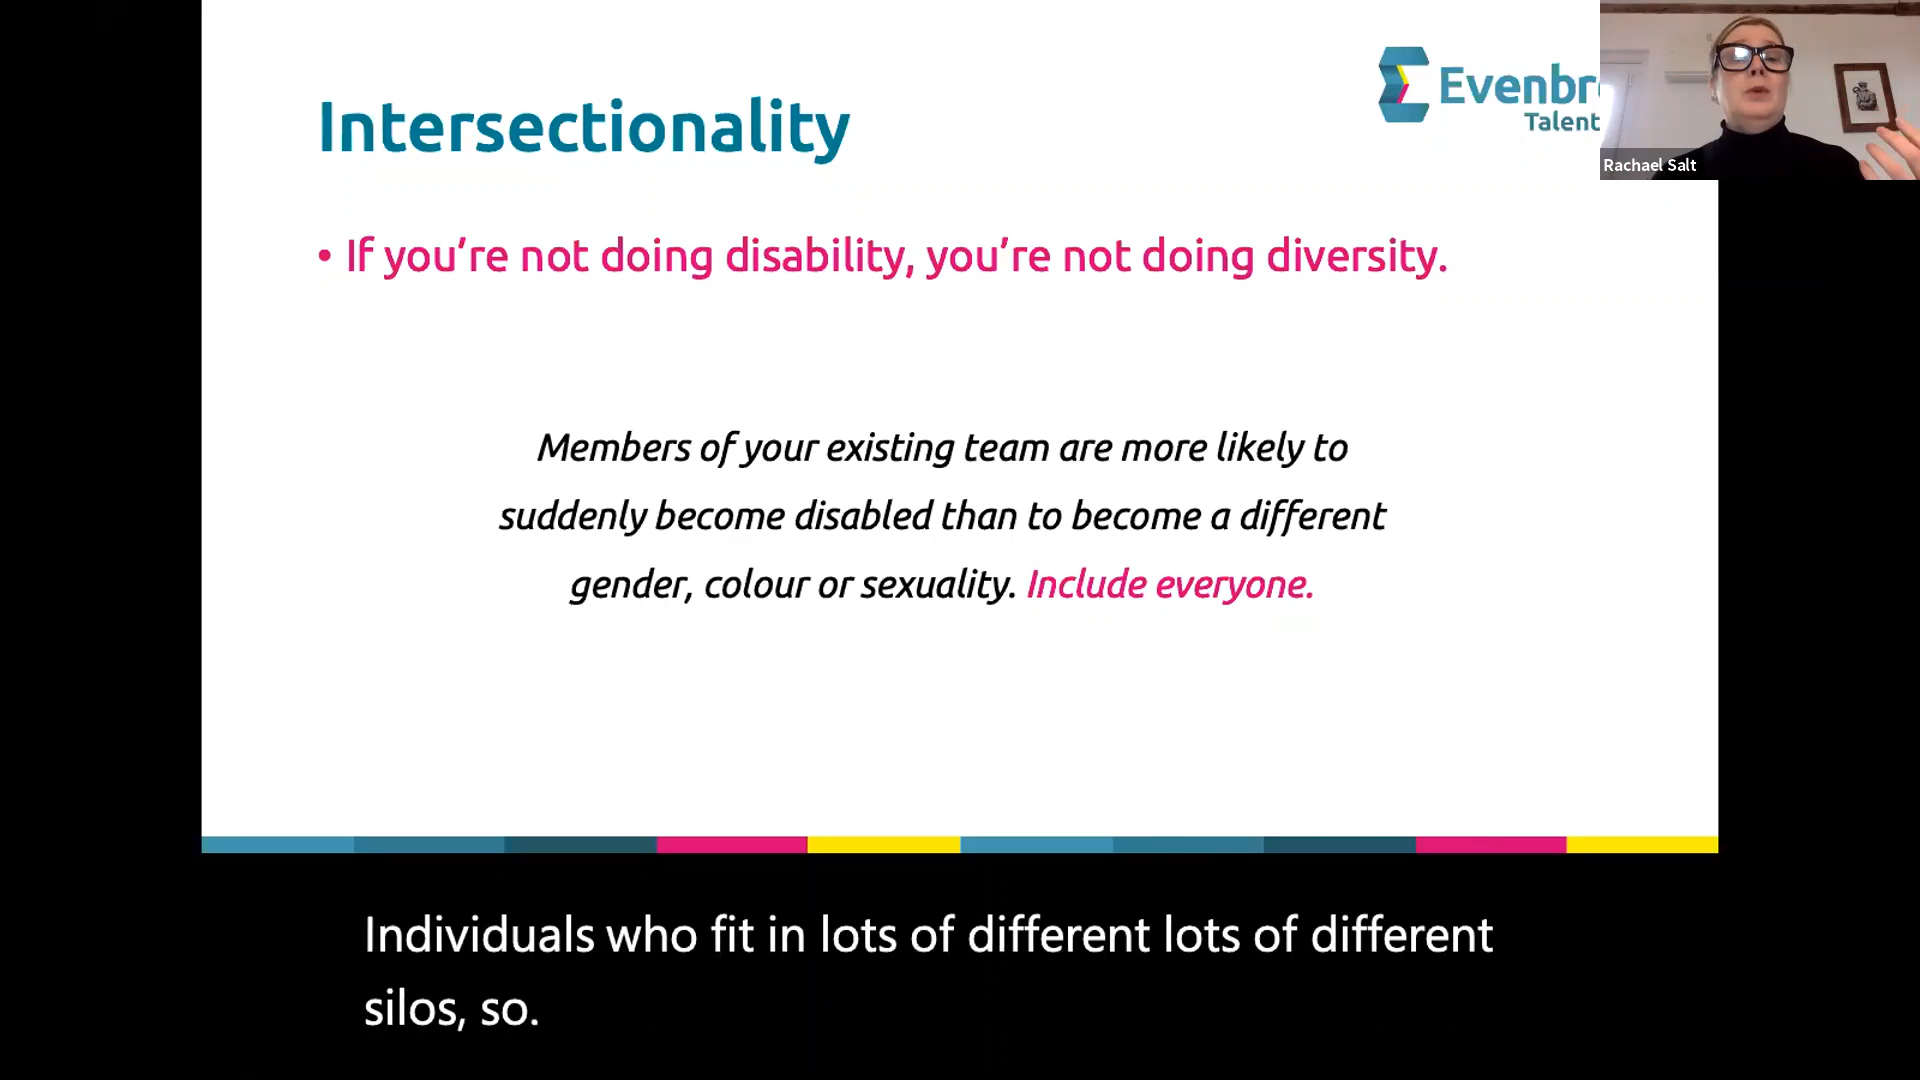 Intersectionality
Evenbr
Talent
Rachael Salt
• If you’re not doing disability, you’re not doing diversity.
Members of your existing team are more likely to
suddenly become disabled than to become a different
gender, colour or sexuality. Include everyone.
Individuals who fit in lots of different lots of different
silos, so.